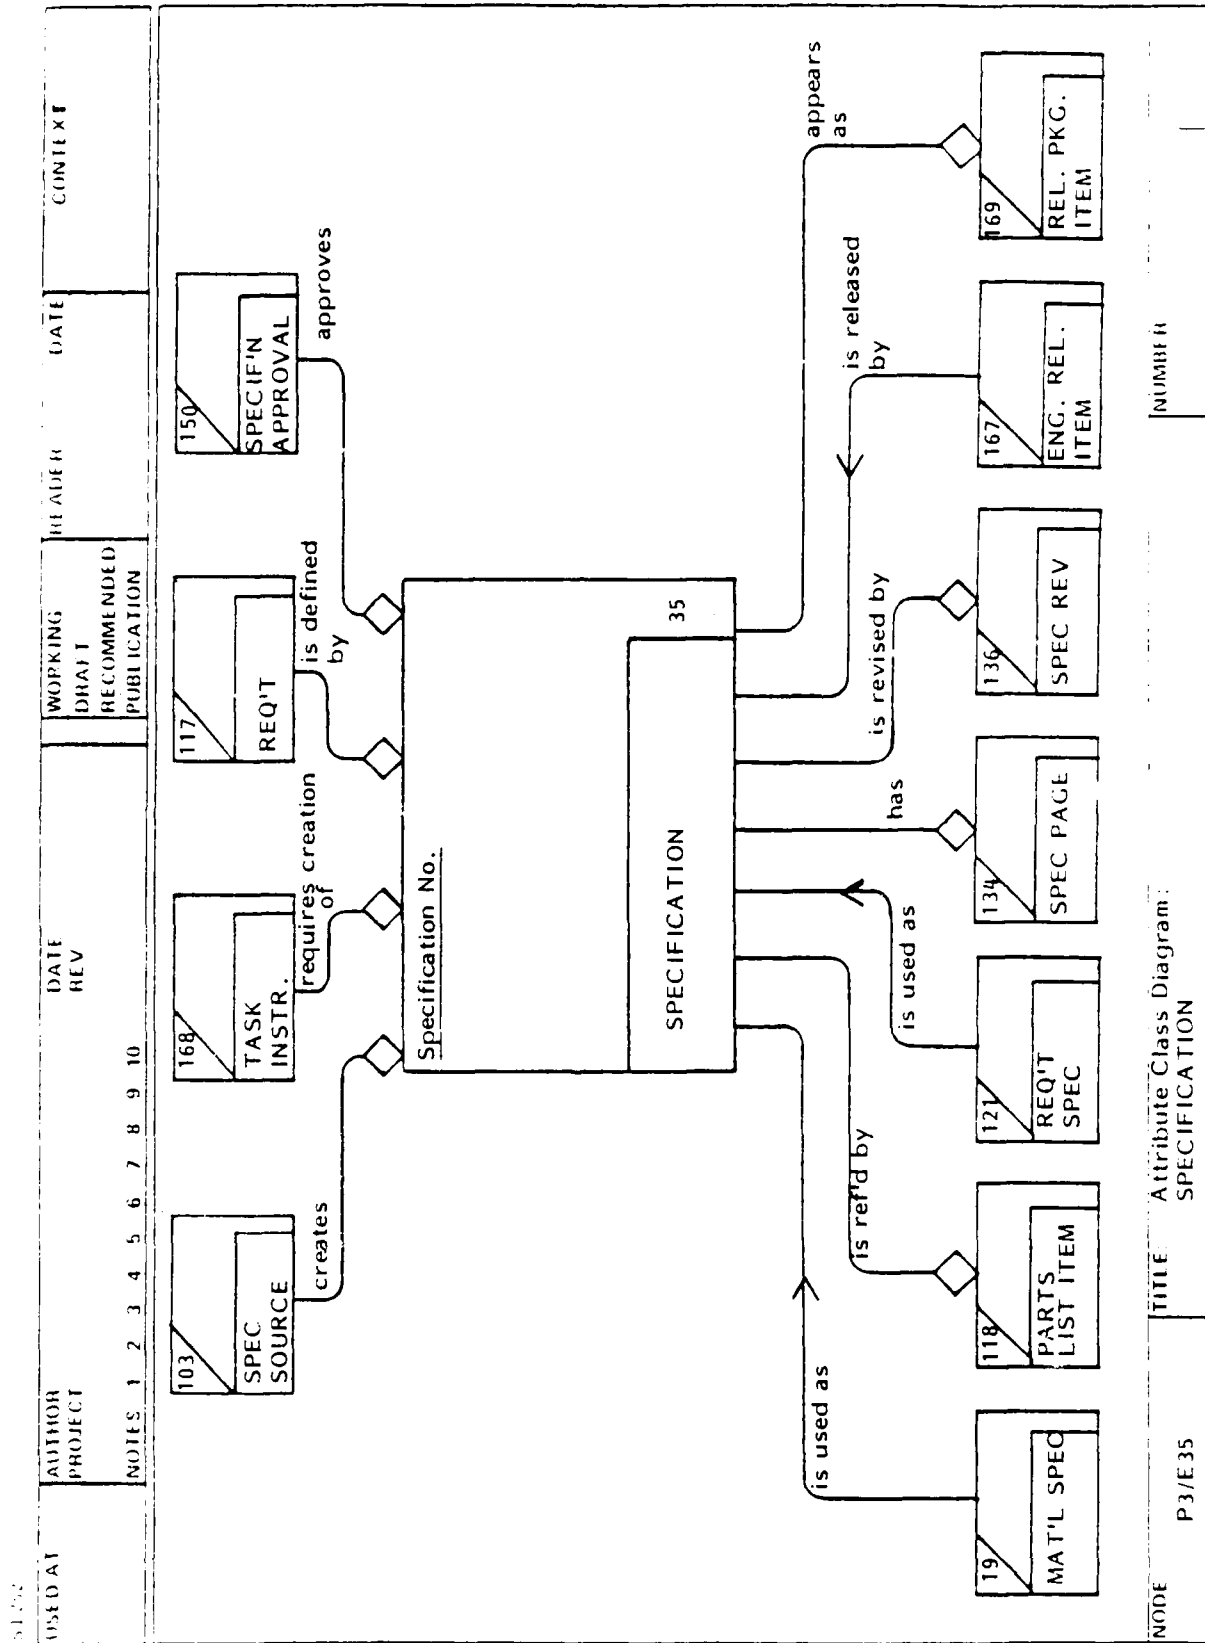 USED AT
AUTHOR
PROJECT
NOTES 1 2 3 4 5 6 7 8 9 10
DATE
REV
WORKING
DRAFT
RECOMMENDED
PUBLICATION
READER
DATE
CONTEXT
103
SPEC
SOURCE
creates
168
TASK
INSTR.
requires creation
of
117
REQ'T
is defined
by
150
SPECIF'N
APPROVAL
approves
Specification No.
SPECIFICATION
35
is used as
is ref'd by
is used as
has
is revised by
is released
by
appears
as
19
MAT'L SPEC
118
PARTS
LIST ITEM
121
REQ'T
SPEC
134
SPEC PAGE
136
SPEC REV
167
ENG. REL.
ITEM
169
REL. PKG.
ITEM
NODE
P3/E35
TITLE:
Attribute Class Diagram:
SPECIFICATION
NUMBER